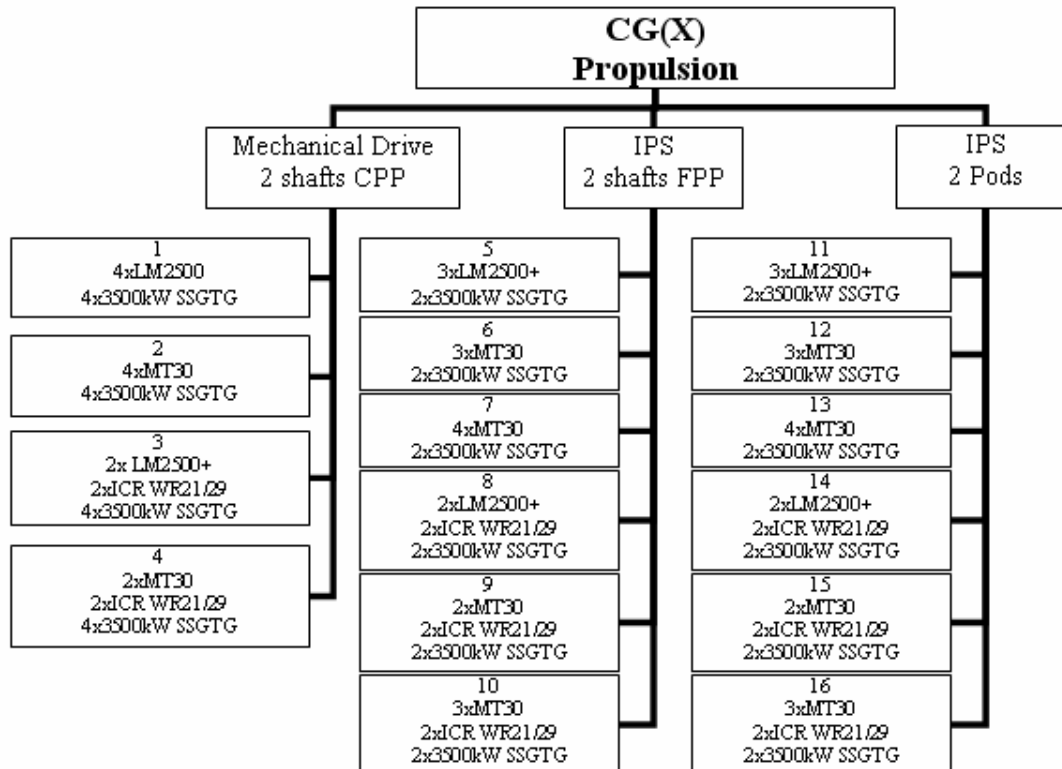 CG(X)
Propulsion
Mechanical Drive
2 shafts CPP
IPS
2 shafts FPP
IPS
2 Pods
1
4xLM2500
4x3500kW SSGTG
2
4xMT30
4x3500kW SSGTG
3
2x LM2500+
2xICR WR21/29
4x3500kW SSGTG
4
2xMT30
2xICR WR21/29
4x3500kW SSGTG
5
3xLM2500+
2x3500kW SSGTG
6
3xMT30
2x3500kW SSGTG
7
4xMT30
2x3500kW SSGTG
8
2xLM2500+
2xICR WR21/29
2x3500kW SSGTG
9
2xMT30
2xICR WR21/29
2x3500kW SSGTG
10
3xMT30
2xICR WR21/29
2x3500kW SSGTG
11
3xLM2500+
2x3500kW SSGTG
12
3xMT30
2x3500kW SSGTG
13
4xMT30
2x3500kW SSGTG
14
2xLM2500+
2xICR WR21/29
2x3500kW SSGTG
15
2xMT30
2xICR WR21/29
2x3500kW SSGTG
16
3xMT30
2xICR WR21/29
2x3500kW SSGTG